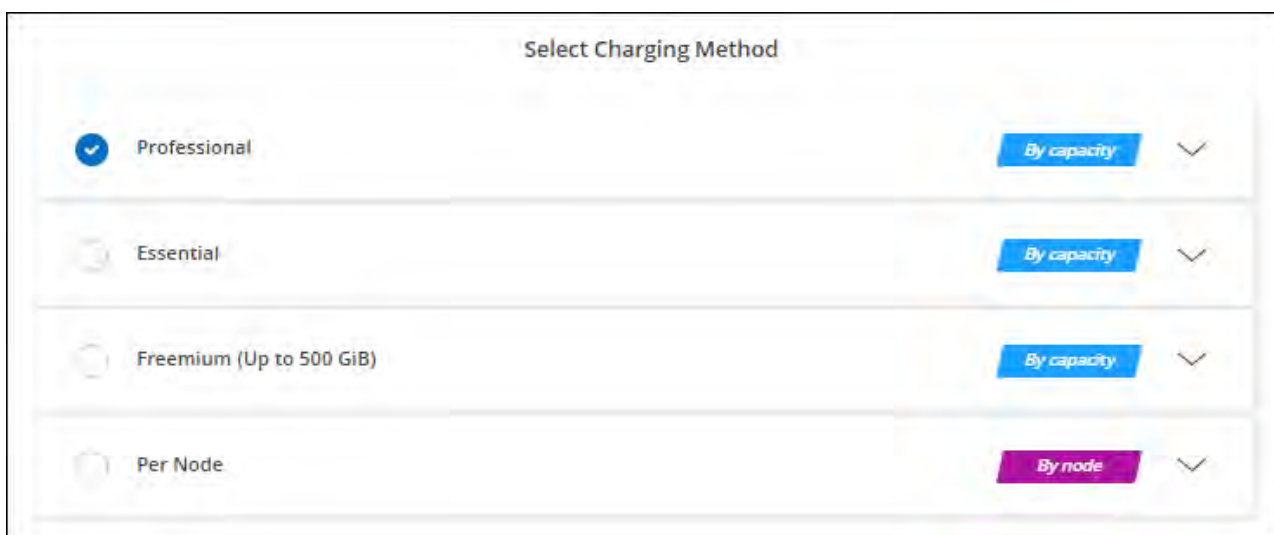 Select Charging Method
Professional By capacity
Essential By capacity
Freemium (Up to 500 GiB) By capacity
Per Node By node